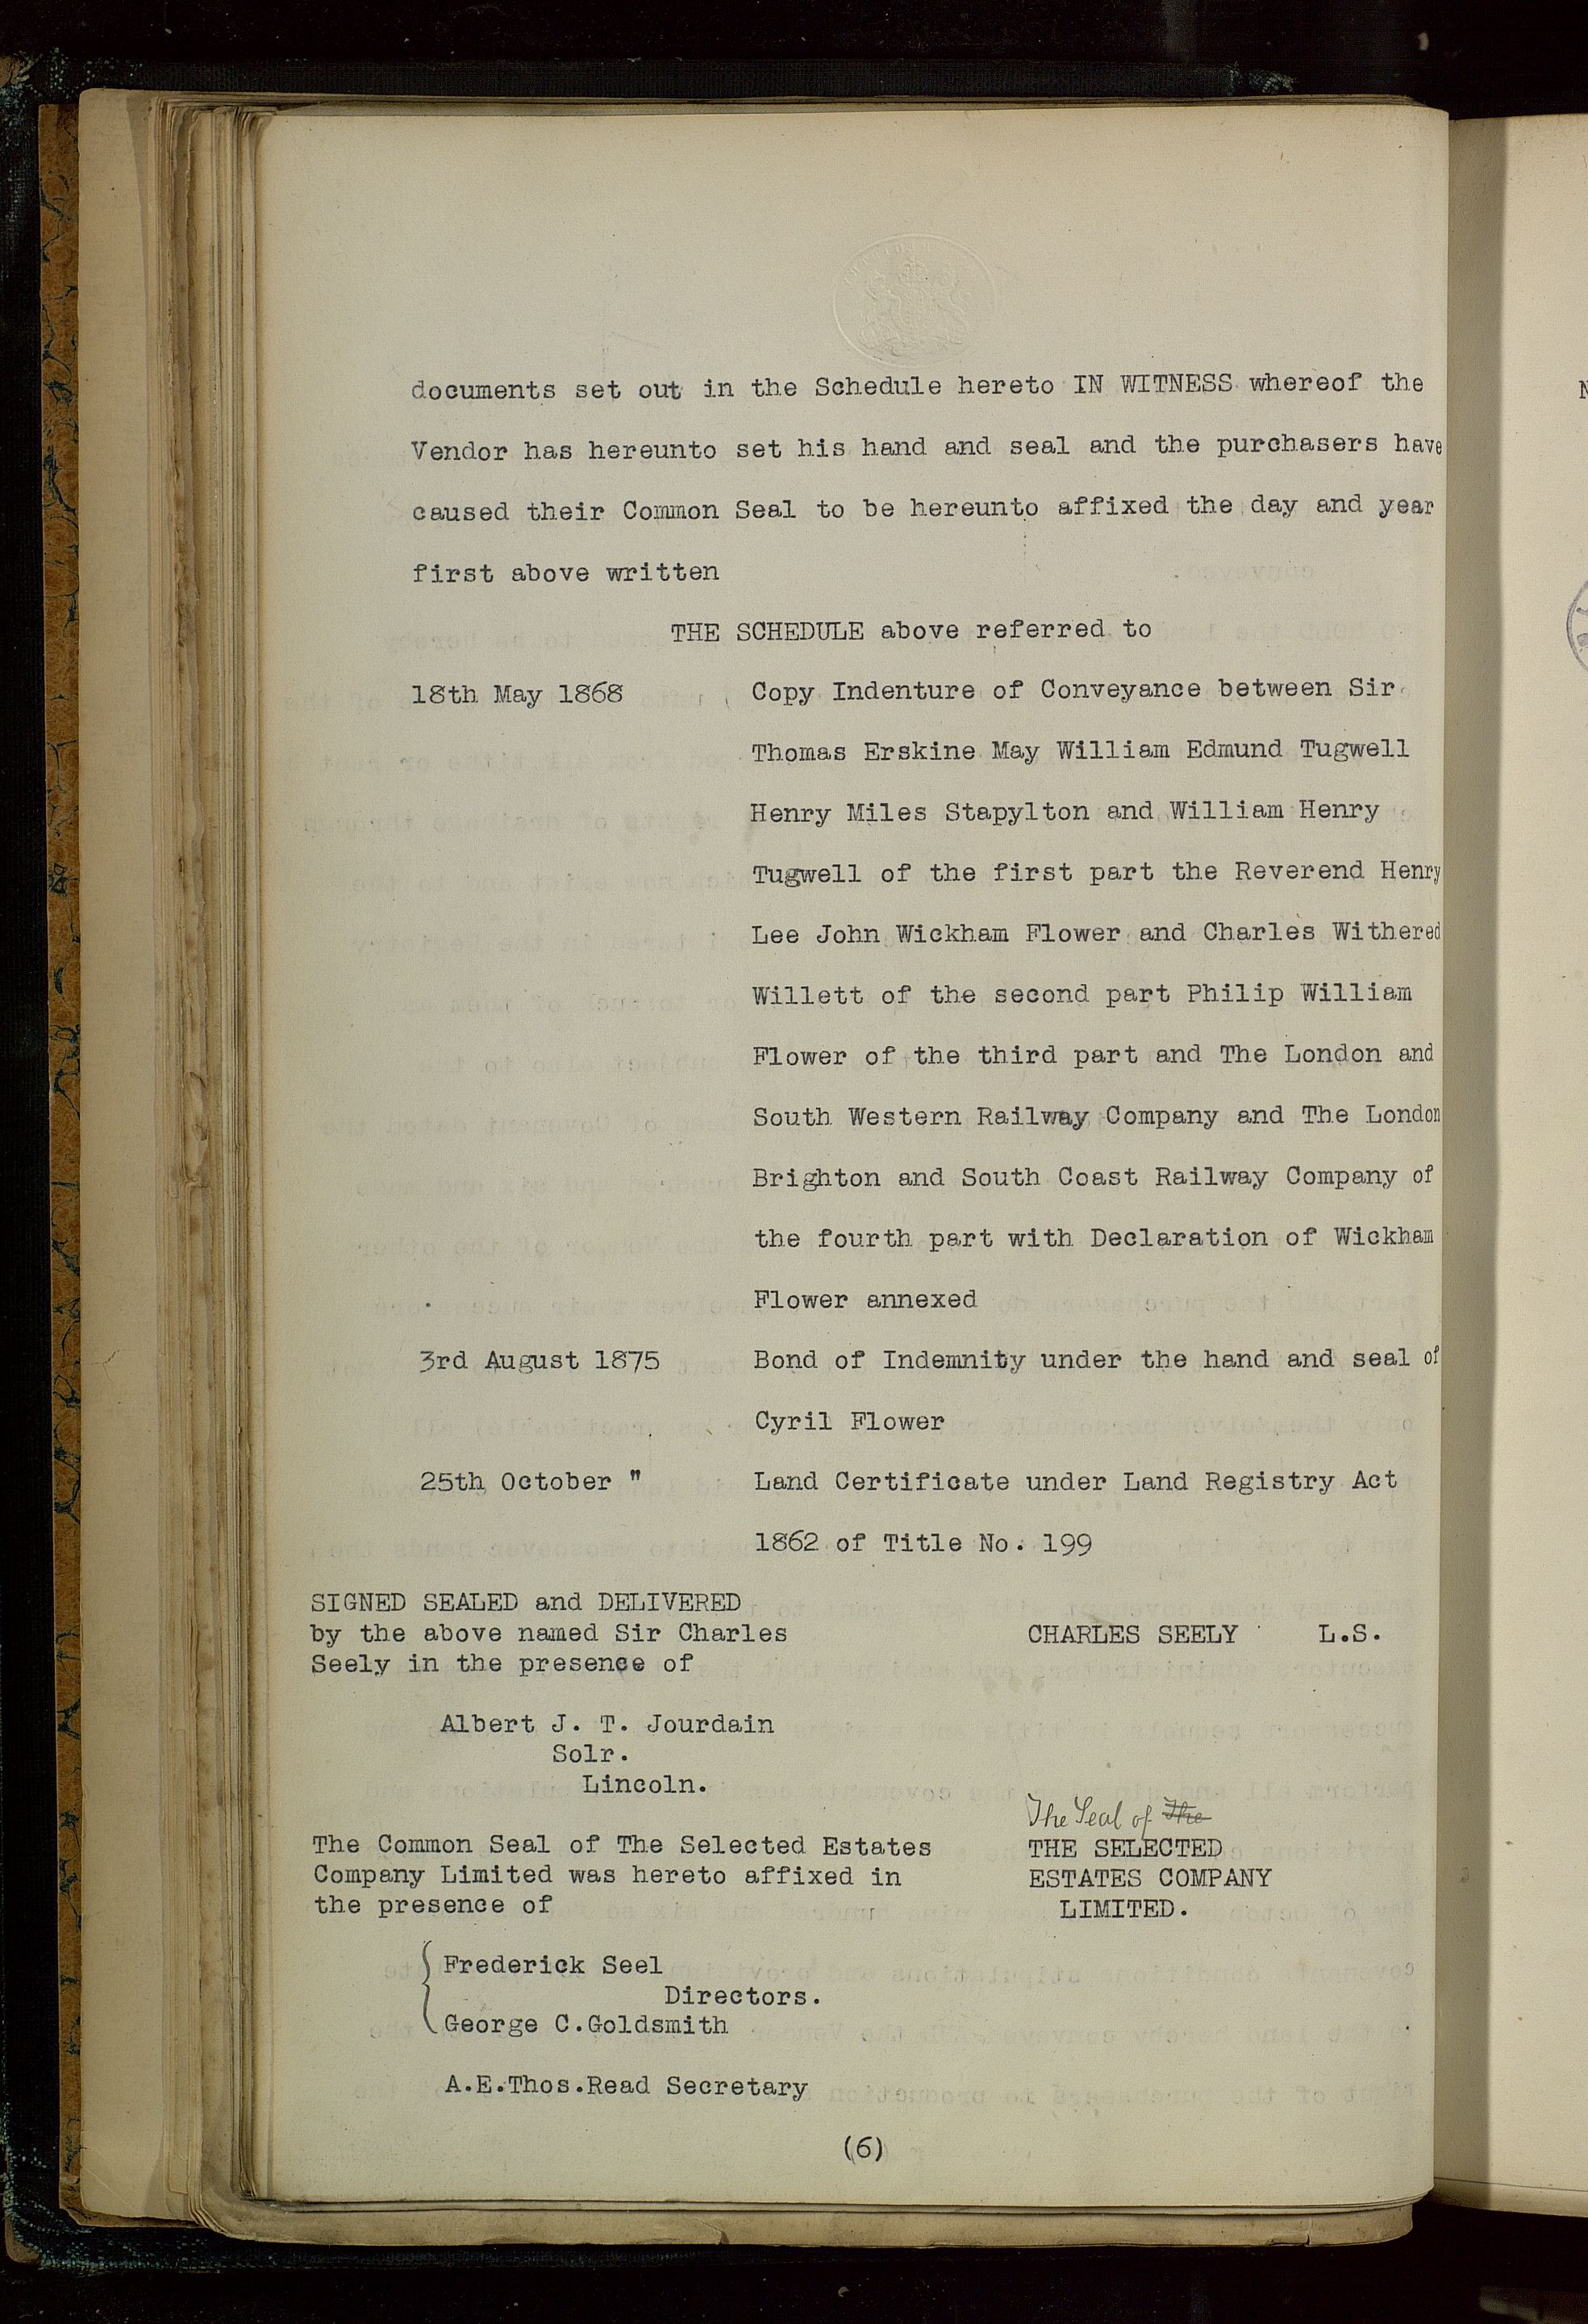 documents set out in the Schedule hereto IN WITNESS whereof the
Vendor has hereunto set his hand and seal and the purchasers have
caused their Common Seal to be hereunto affixed the day and year
first above written
THE SCHEDULE above referred to
18th May 1868 Copy Indenture of Conveyance between Sir
Thomas Erskine May William Edmund Tugwell
Henry Miles Stapylton and William Henry
Tugwell of the first part the Reverend Henry
Lee John Wickham Flower and Charles Withered
Willett of the second part Philip William
Flower of the third part and The London and
South Western Railway Company and The London
Brighton and South Coast Railway Company of
the fourth part with Declaration of Wickham
Flower annexed
3rd August 1875 Bond of Indemnity under the hand and seal of
Cyril Flower
25th October " Land Certificate under Land Registry Act
1862 of Title No. 199
SIGNED SEALED and DELIVERED
by the above named Sir Charles CHARLES SEELY L.S.
Seely in the presence of
Albert J. T. Jourdain
Solr.
Lincoln.
The Seal of The
The Common Seal of The Selected Estates THE SELECTED
Company Limited was hereto affixed in ESTATES COMPANY
the presence of LIMITED.
Frederick Seel
Directors.
George C.Goldsmith
A.E.Thos.Read Secretary
(6)